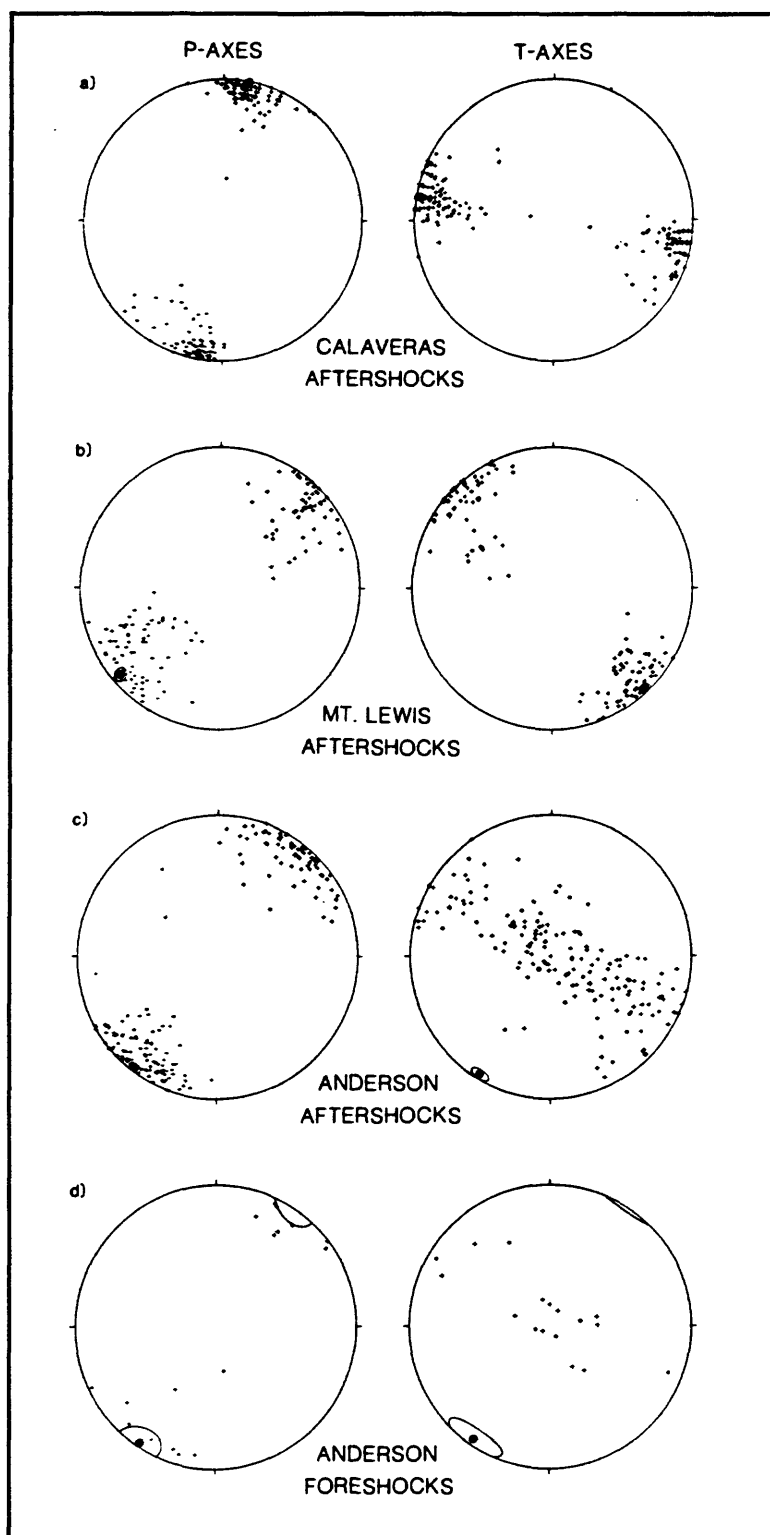 P-AXES T-AXES
a)
CALAVERAS
AFTERSHOCKS
b)
MT. LEWIS
AFTERSHOCKS
c)
ANDERSON
AFTERSHOCKS
d)
ANDERSON
FORESHOCKS